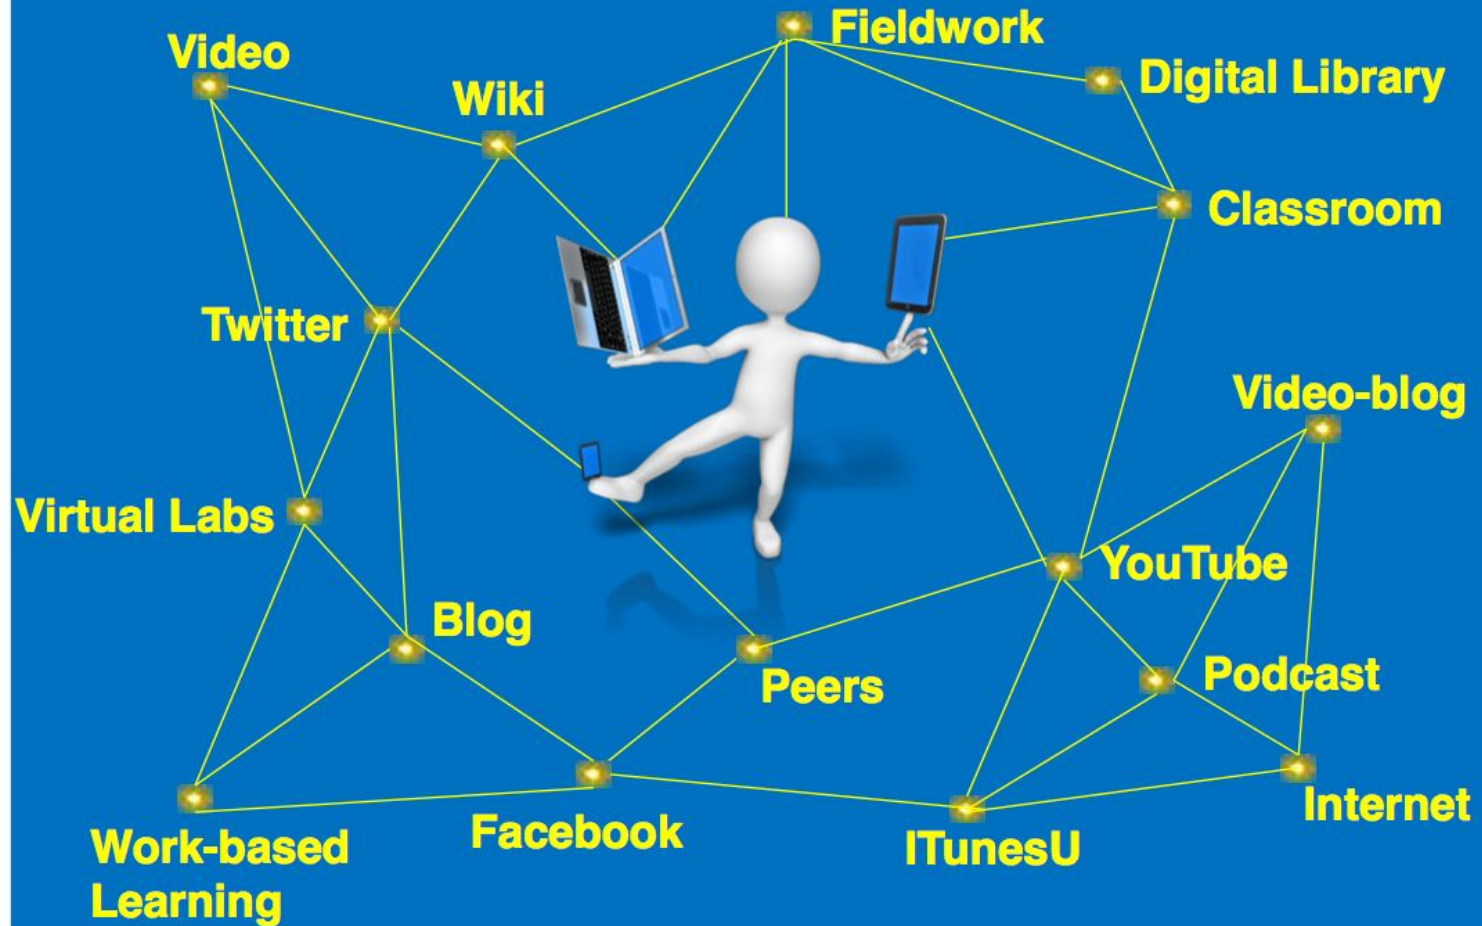 Fieldwork
Video
Digital Library
Wiki
Classroom
Twitter
Video-blog
Virtual Labs
YouTube
Blog
Podcast
Peers
Internet
Facebook
ITunesU
Work-based
Learning